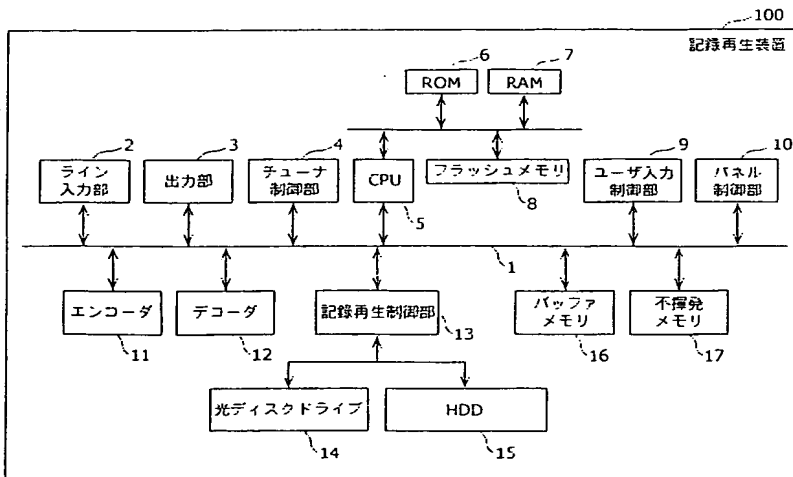 100
記録再生装置
6
7
ROM
RAM
2
3
4
9
10
ライン
入力部
出力部
チューナ
制御部
CPU
フラッシュメモリ
ユーザ入力
制御部
パネル
制御部
5
8
1
エンコーダ
デコーダ
記録再生制御部
バッファ
メモリ
不揮発
メモリ
11
12
13
16
17
光ディスクドライブ
HDD
14
15